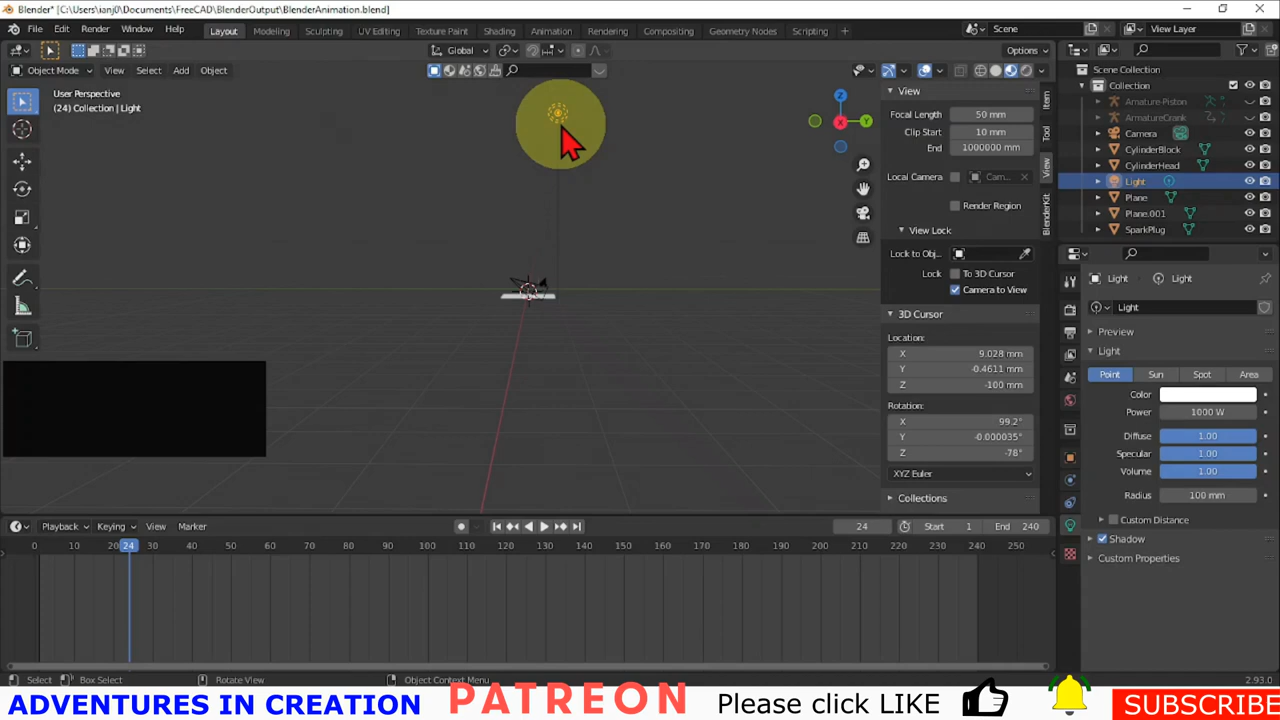 Blender* [C:\Users\ianj0\Documents\FreeCAD\BlenderOutput\BlenderAnimation.blend]
File Edit Render Window Help Layout Modeling Sculpting UV Editing Texture Paint Shading Animation Rendering Compositing Geometry Nodes Scripting Scene View Layer
Global Options
Object Mode View Select Add Object
User Perspective
(24) Collection | Light
Z
Y
X
View
Focal Length 50 mm
Clip Start 10 mm
End 1000000 mm
Local Camera Cam...
Render Region
View Lock
Lock to Obj...
Lock To 3D Cursor
Camera to View
3D Cursor
Location:
X 9.028 mm
Y -0.4611 mm
Z -100 mm
Rotation:
X 99.2°
Y -0.000035°
Z -78°
XYZ Euler
Collections
Item
Tool
View
BlenderKit
Scene Collection
Collection
Armature-Piston
ArmatureCrank
Camera
CylinderBlock
CylinderHead
Light
Plane
Plane.001
SparkPlug
Light Light
Light
Preview
Light
Point Sun Spot Area
Color
Power 1000 W
Diffuse 1.00
Specular 1.00
Volume 1.00
Radius 100 mm
Custom Distance
Shadow
Custom Properties
Playback Keying View Marker 24 Start 1 End 240
0 10 20 24 30 40 50 60 70 80 90 100 110 120 130 140 150 160 170 180 190 200 210 220 230 240 250
Select Box Select Rotate View Object Context Menu 2.93.0
ADVENTURES IN CREATION PATREON Please click LIKE SUBSCRIBE